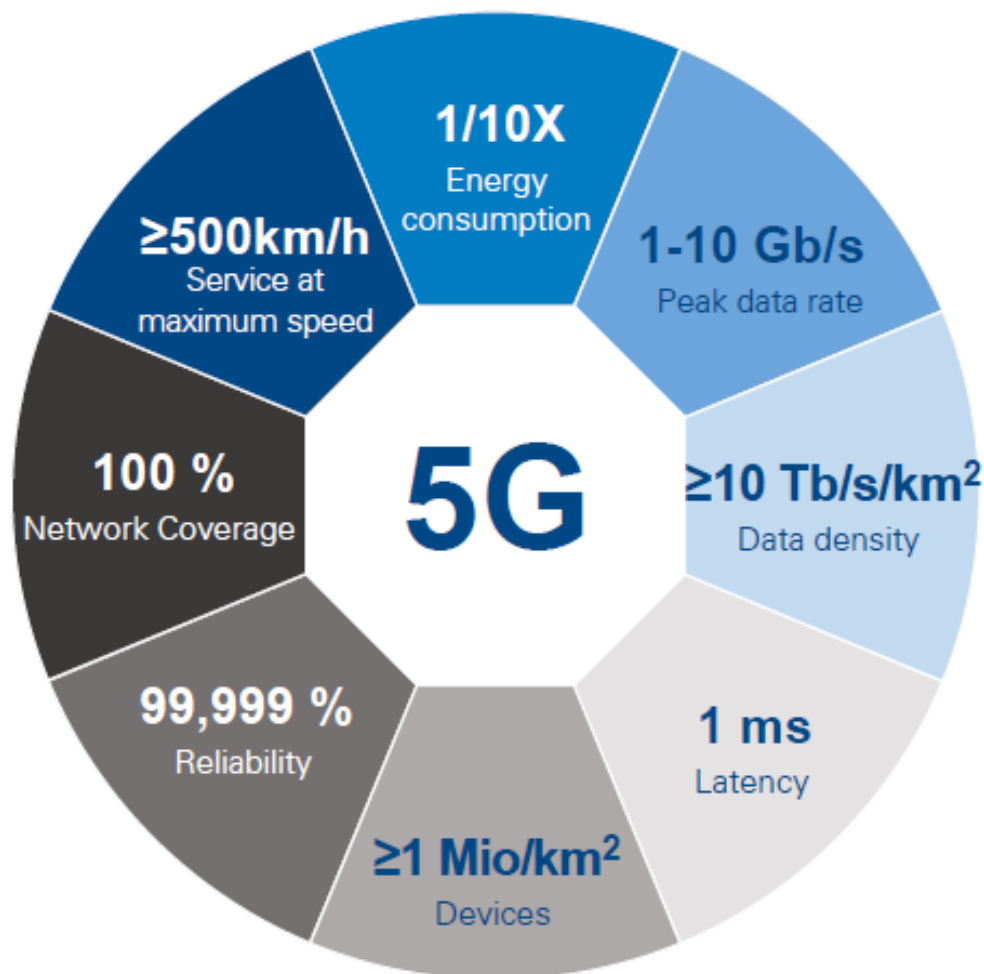 1/10X
Energy
consumption
1-10 Gb/s
Peak data rate
≥10 Tb/s/km²
Data density
1 ms
Latency
≥1 Mio/km²
Devices
99,999 %
Reliability
100 %
Network Coverage
≥500km/h
Service at
maximum speed
5G